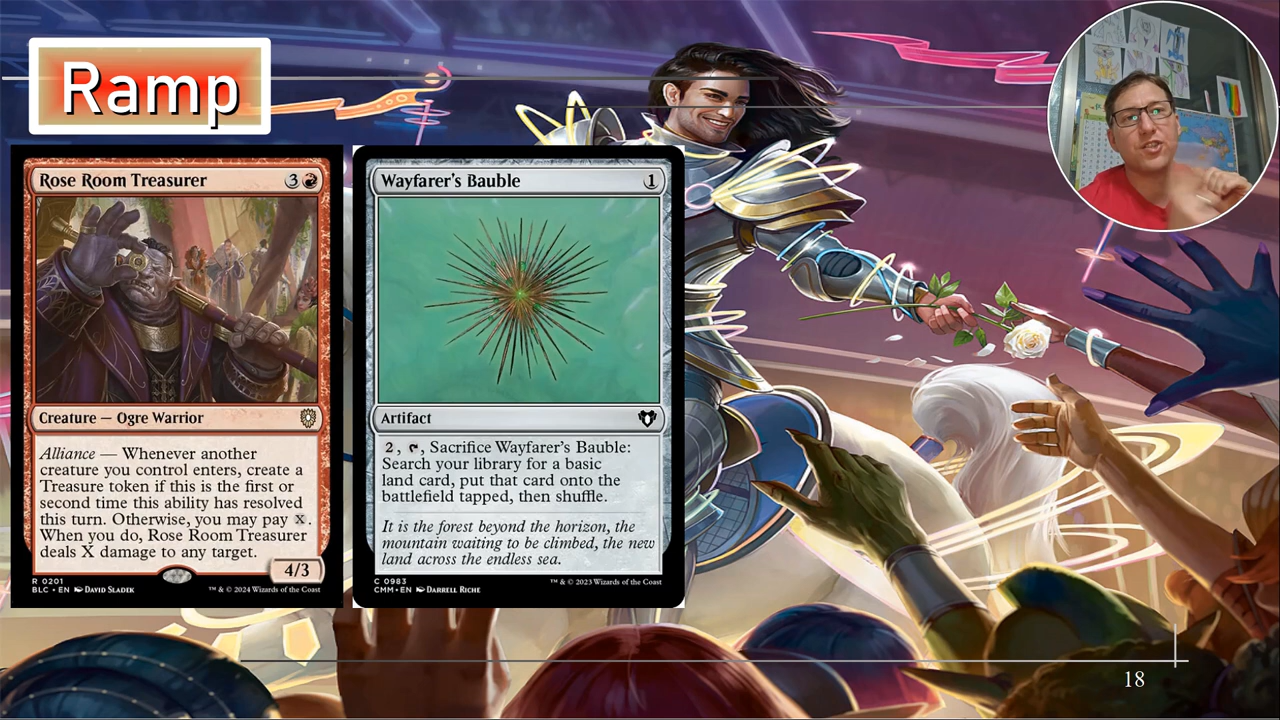 Ramp
Rose Room Treasurer 3
Creature — Ogre Warrior
Alliance — Whenever another
creature you control enters, create a
Treasure token if this is the first or
second time this ability has resolved
this turn. Otherwise, you may pay X.
When you do, Rose Room Treasurer
deals X damage to any target.
4/3
R 0201
BLC • EN DAVID SLADEK
™ & © 2024 Wizards of the Coast
Wayfarer's Bauble 1
Artifact
2, , Sacrifice Wayfarer's Bauble:
Search your library for a basic
land card, put that card onto the
battlefield tapped, then shuffle.
It is the forest beyond the horizon, the
mountain waiting to be climbed, the new
land across the endless sea.
C 0983
CMM • EN DARRELL RICHE
™ & © 2023 Wizards of the Coast
18